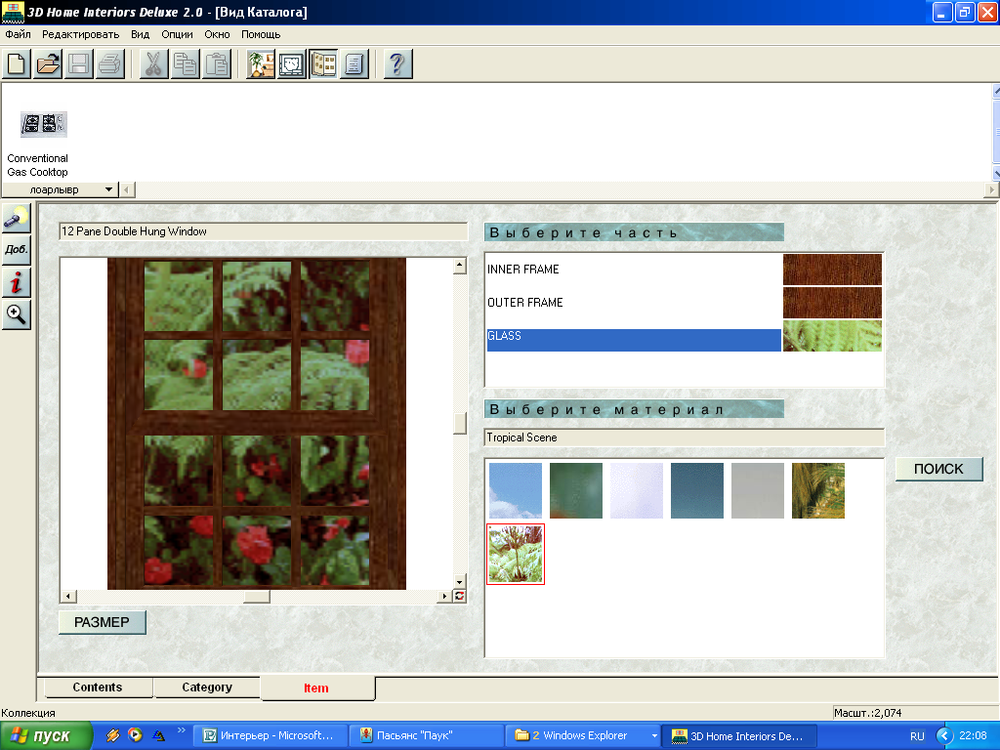 3D Home Interiors Deluxe 2.0 - [Вид Каталога]
Файл Редактировать Вид Опции Окно Помощь
Conventional
Gas Cooktop
лоарлывр
12 Pane Double Hung Window
Выберите часть
Доб.
INNER FRAME
OUTER FRAME
GLASS
Выберите материал
Tropical Scene
ПОИСК
РАЗМЕР
Contents Category Item
Коллекция Масшт.:2,074
пуск Интерьер - Microsoft... Пасьянс "Паук" 2 Windows Explorer 3D Home Interiors De... RU 22:08